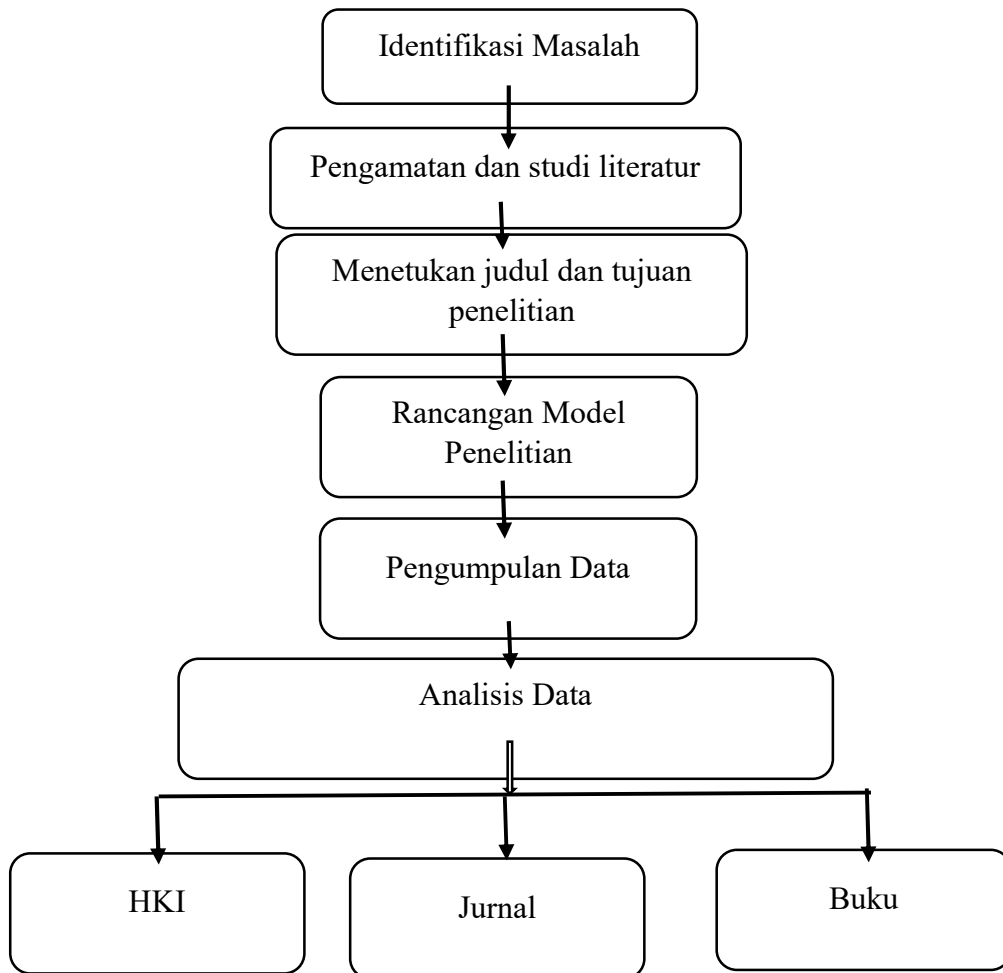 Identifikasi Masalah
Pengamatan dan studi literatur
Menetukan judul dan tujuan
penelitian
Rancangan Model
Penelitian
Pengumpulan Data
Analisis Data
HKI
Jurnal
Buku